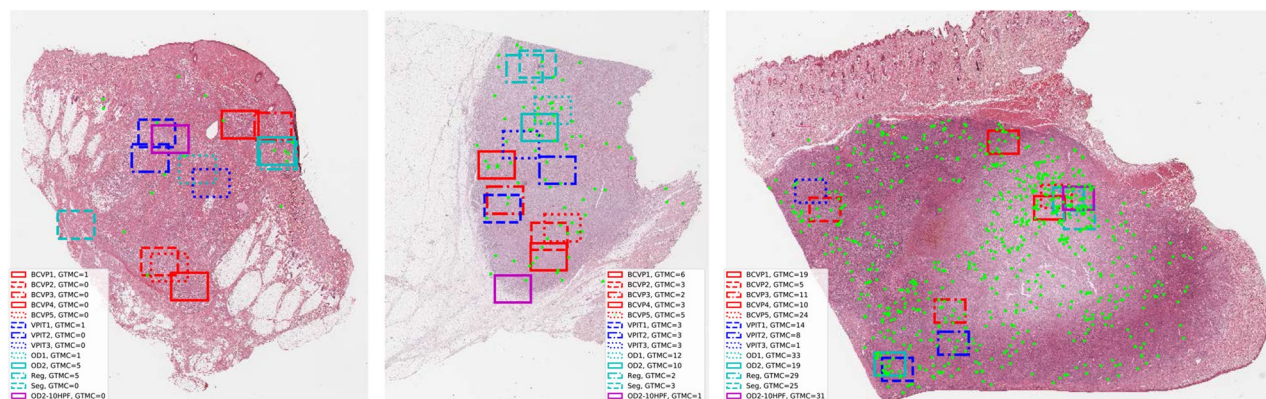 BCVP1, GTMC=1
BCVP2, GTMC=0
BCVP3, GTMC=0
BCVP4, GTMC=0
BCVP5, GTMC=0
VPIT1, GTMC=1
VPIT2, GTMC=0
VPIT3, GTMC=0
OD1, GTMC=1
OD2, GTMC=5
Reg, GTMC=5
Seg, GTMC=0
OD2-10HPF, GTMC=0
BCVP1, GTMC=6
BCVP2, GTMC=3
BCVP3, GTMC=2
BCVP4, GTMC=3
BCVP5, GTMC=5
VPIT1, GTMC=3
VPIT2, GTMC=3
VPIT3, GTMC=3
OD1, GTMC=12
OD2, GTMC=10
Reg, GTMC=2
Seg, GTMC=3
OD2-10HPF, GTMC=1
BCVP1, GTMC=19
BCVP2, GTMC=5
BCVP3, GTMC=11
BCVP4, GTMC=10
BCVP5, GTMC=24
VPIT1, GTMC=14
VPIT2, GTMC=8
VPIT3, GTMC=1
OD1, GTMC=33
OD2, GTMC=19
Reg, GTMC=29
Seg, GTMC=25
OD2-10HPF, GTMC=31